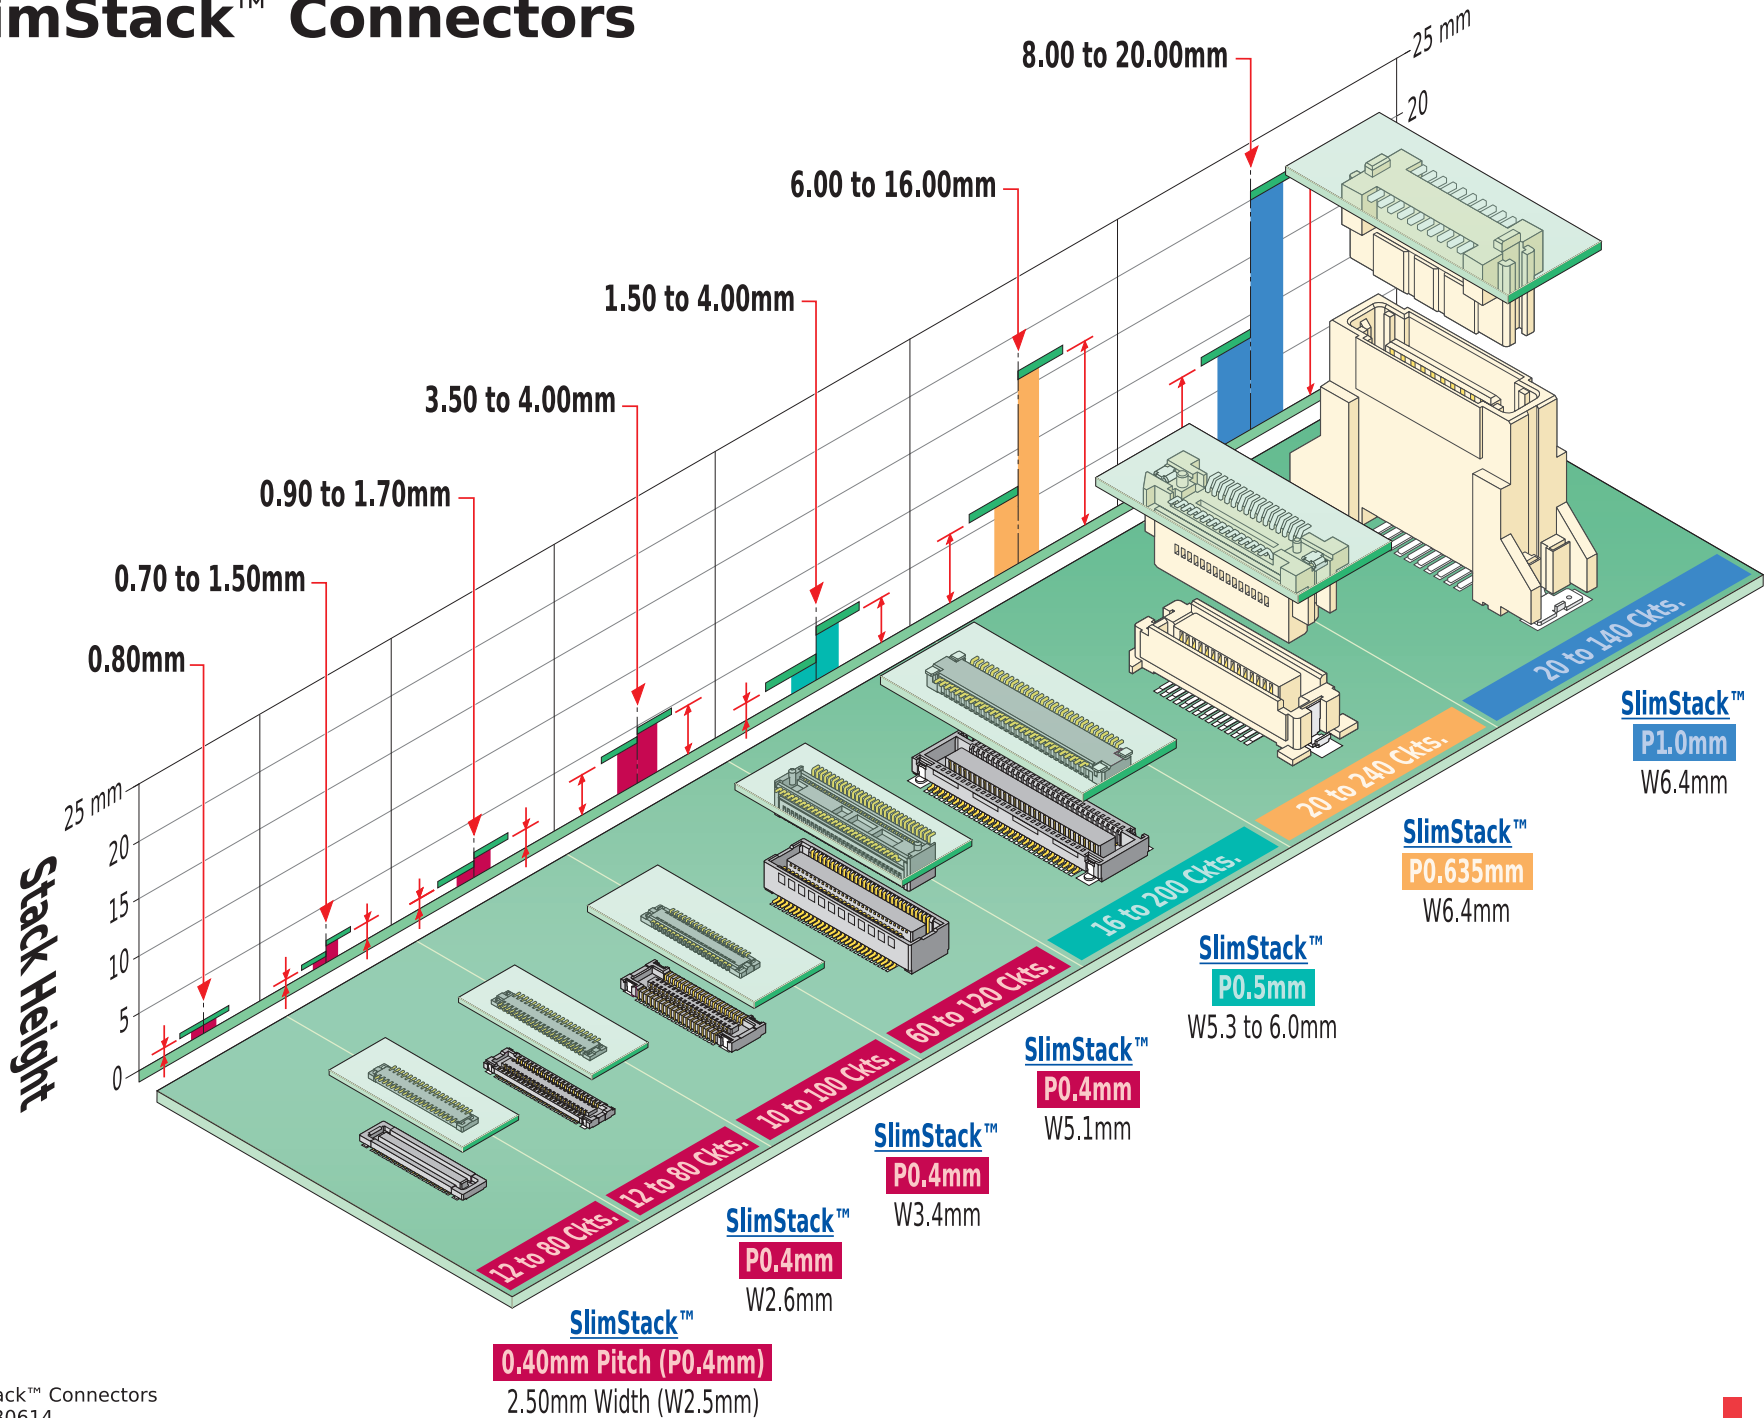 imStack™ Connectors
8.00 to 20.00mm
25 mm
20
6.00 to 16.00mm
1.50 to 4.00mm
3.50 to 4.00mm
0.90 to 1.70mm
0.70 to 1.50mm
0.80mm
25 mm
20
15
10
5
0
Stack Height
20 to 140 Ckts.
SlimStack™
P1.0mm
W6.4mm
20 to 240 Ckts.
SlimStack™
P0.635mm
W6.4mm
16 to 200 Ckts.
SlimStack™
P0.5mm
W5.3 to 6.0mm
60 to 120 Ckts.
SlimStack™
P0.4mm
W5.1mm
10 to 100 Ckts.
SlimStack™
P0.4mm
W3.4mm
12 to 80 Ckts.
SlimStack™
P0.4mm
W2.6mm
12 to 80 Ckts.
SlimStack™
0.40mm Pitch (P0.4mm)
2.50mm Width (W2.5mm)
ack™ Connectors
80614